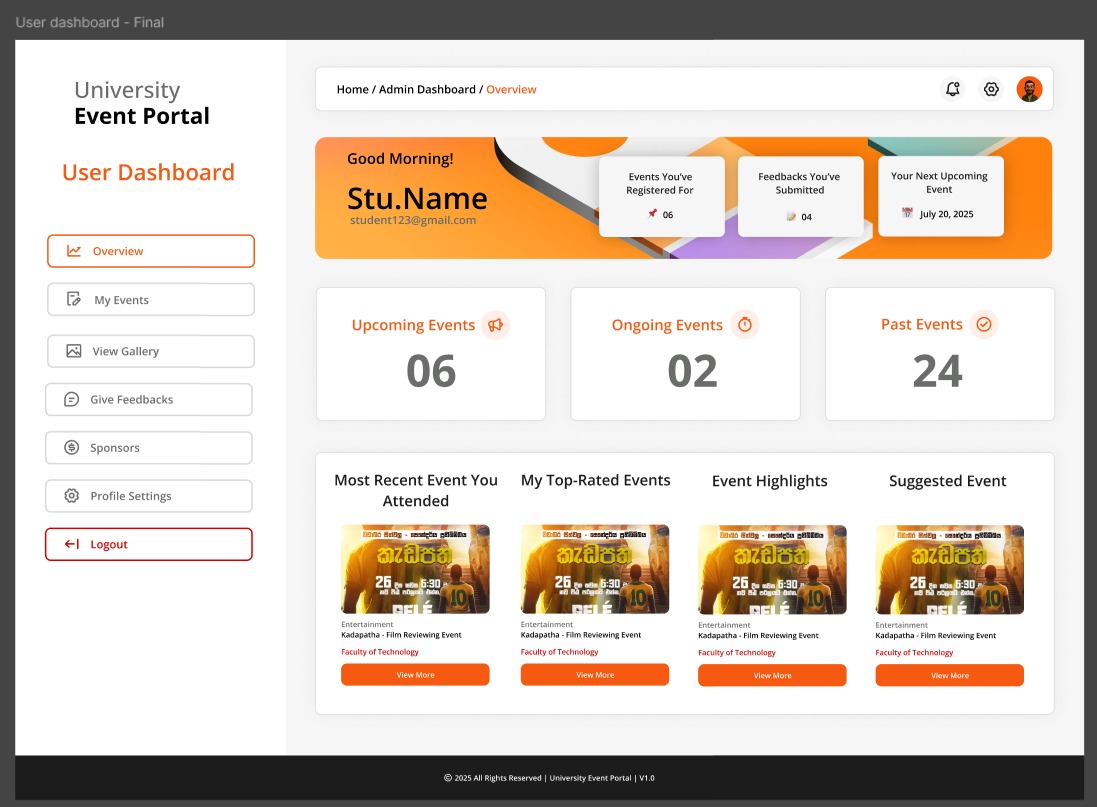 User dashboard - Final
University
Event Portal
User Dashboard
Overview
My Events
View Gallery
Give Feedbacks
Sponsors
Profile Settings
Logout
Home / Admin Dashboard / Overview
Good Morning!
Stu.Name
student123@gmail.com
Events You've
Registered For
06
Feedbacks You've
Submitted
04
Your Next Upcoming
Event
July 20, 2025
Upcoming Events
06
Ongoing Events
02
Past Events
24
Most Recent Event You
Attended
කැඩපත
26 දින සවස 6:30 ට
10
PELÉ
Entertainment
Kadapatha - Film Reviewing Event
Faculty of Technology
View More
My Top-Rated Events
කැඩපත
26 දින සවස 6:30 ට
10
PELÉ
Entertainment
Kadapatha - Film Reviewing Event
Faculty of Technology
View More
Event Highlights
කැඩපත
26 දින සවස 6:30 ට
10
PELÉ
Entertainment
Kadapatha - Film Reviewing Event
Faculty of Technology
View More
Suggested Event
කැඩපත
26 දින සවස 6:30 ට
10
PELÉ
Entertainment
Kadapatha - Film Reviewing Event
Faculty of Technology
View More
© 2025 All Rights Reserved | University Event Portal | V1.0